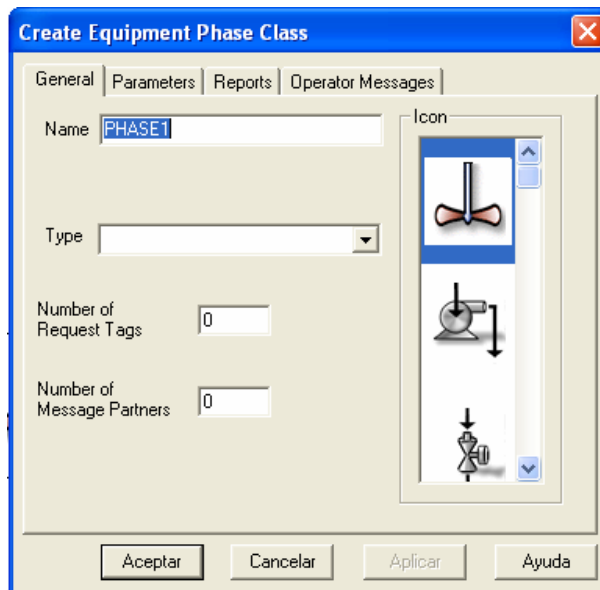 Create Equipment Phase Class
General Parameters Reports Operator Messages
Name PHASE1
Icon
Type
Number of
Request Tags 0
Number of
Message Partners 0
Aceptar Cancelar Aplicar Ayuda